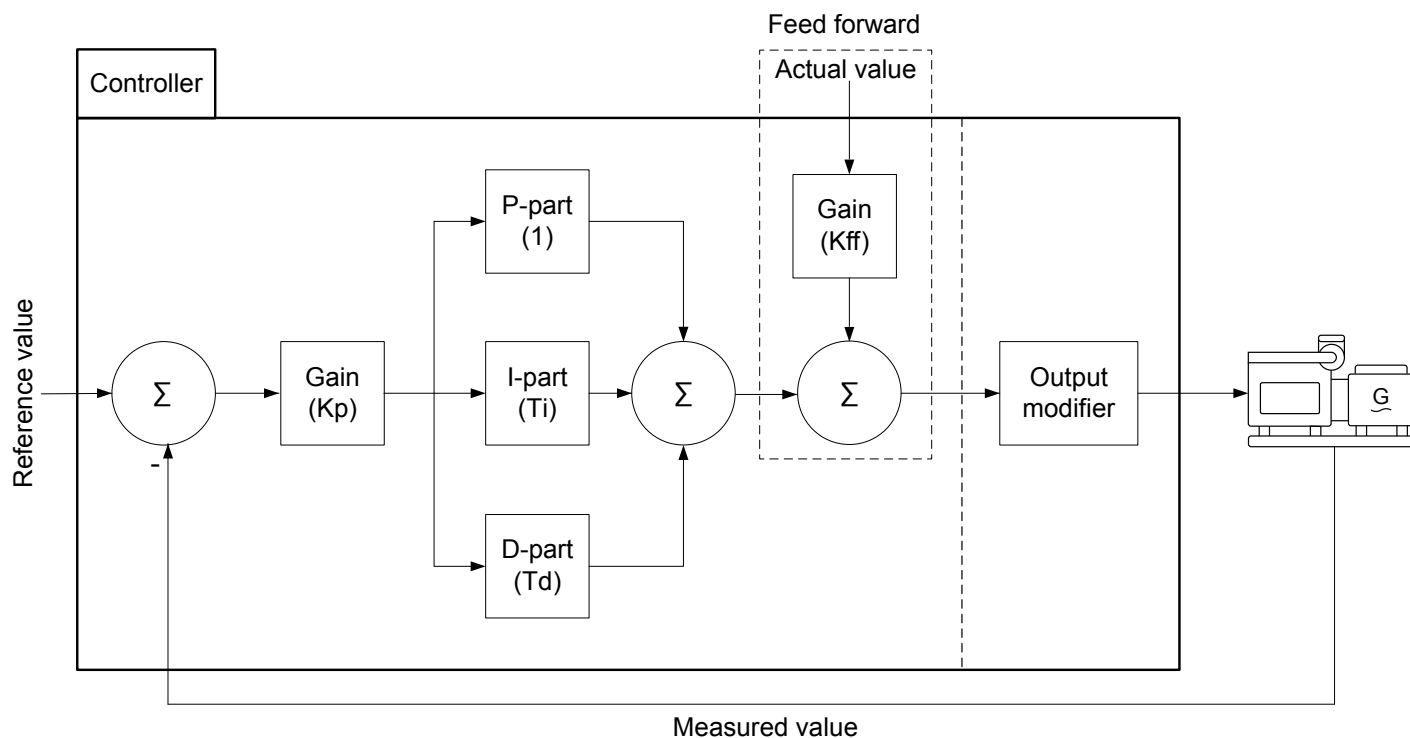 Feed forward
Actual value
Controller
P-part
(1)
Gain
(Kff)
Reference value
Σ
Gain
(Kp)
I-part
(Ti)
Σ
Σ
Output
modifier
G
-
D-part
(Td)
Measured value